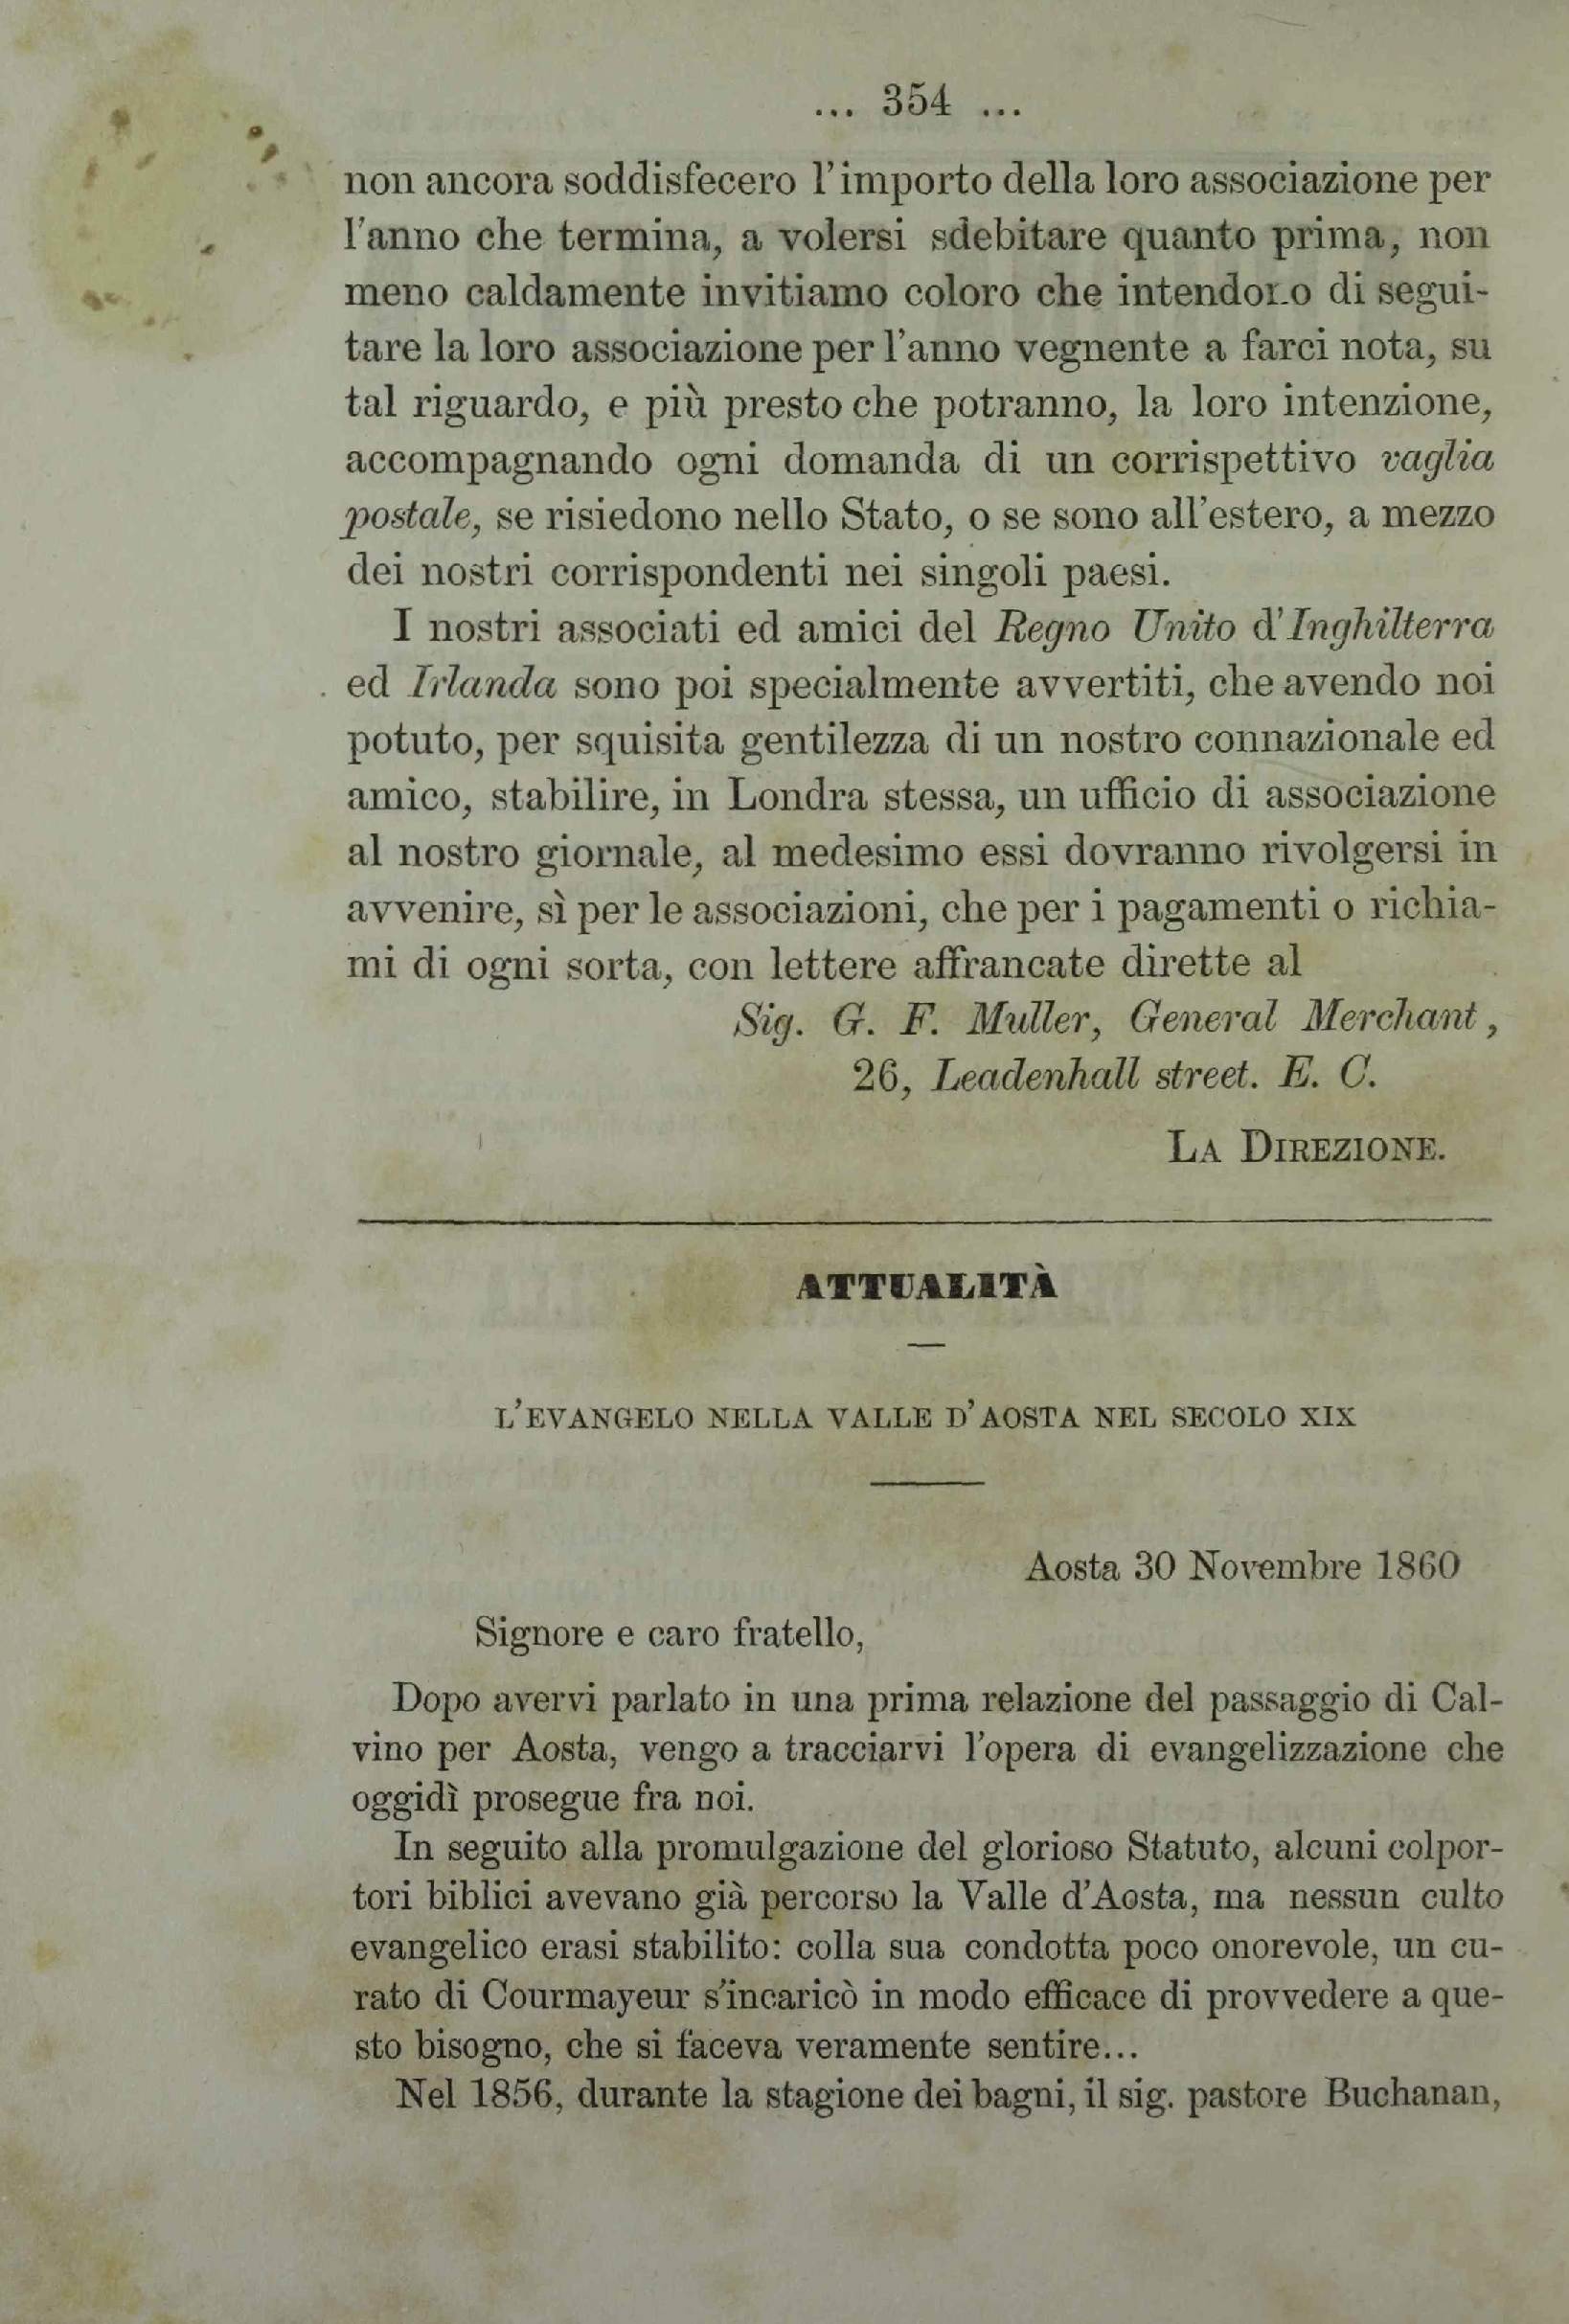 ... 354 ...
non ancora soddisfecero l'importo della loro associazione per
l'anno che termina, a volersi sdebitare quanto prima, non
meno caldamente invitiamo coloro che intendono di segui-
tare la loro associazione per l'anno vegnente a farci nota, su
tal riguardo, e più presto che potranno, la loro intenzione,
accompagnando ogni domanda di un corrispettivo vaglia
postale, se risiedono nello Stato, o se sono all'estero, a mezzo
dei nostri corrispondenti nei singoli paesi.
I nostri associati ed amici del Regno Unito d'Inghilterra
ed Irlanda sono poi specialmente avvertiti, che avendo noi
potuto, per squisita gentilezza di un nostro connazionale ed
amico, stabilire, in Londra stessa, un ufficio di associazione
al nostro giornale, al medesimo essi dovranno rivolgersi in
avvenire, sì per le associazioni, che per i pagamenti o richia-
mi di ogni sorta, con lettere affrancate dirette al
Sig. G. F. Muller, General Merchant,
26, Leadenhall street. E. C.
LA DIREZIONE.
ATTUALITÀ
L'EVANGELO NELLA VALLE D'AOSTA NEL SECOLO XIX
Aosta 30 Novembre 1860
Signore e caro fratello,
Dopo avervi parlato in una prima relazione del passaggio di Cal-
vino per Aosta, vengo a tracciarvi l'opera di evangelizzazione che
oggidì prosegue fra noi.
In seguito alla promulgazione del glorioso Statuto, alcuni colpor-
tori biblici avevano già percorso la Valle d'Aosta, ma nessun culto
evangelico erasi stabilito: colla sua condotta poco onorevole, un cu-
rato di Courmayeur s'incaricò in modo efficace di provvedere a que-
sto bisogno, che si faceva veramente sentire...
Nel 1856, durante la stagione dei bagni, il sig. pastore Buchanan,